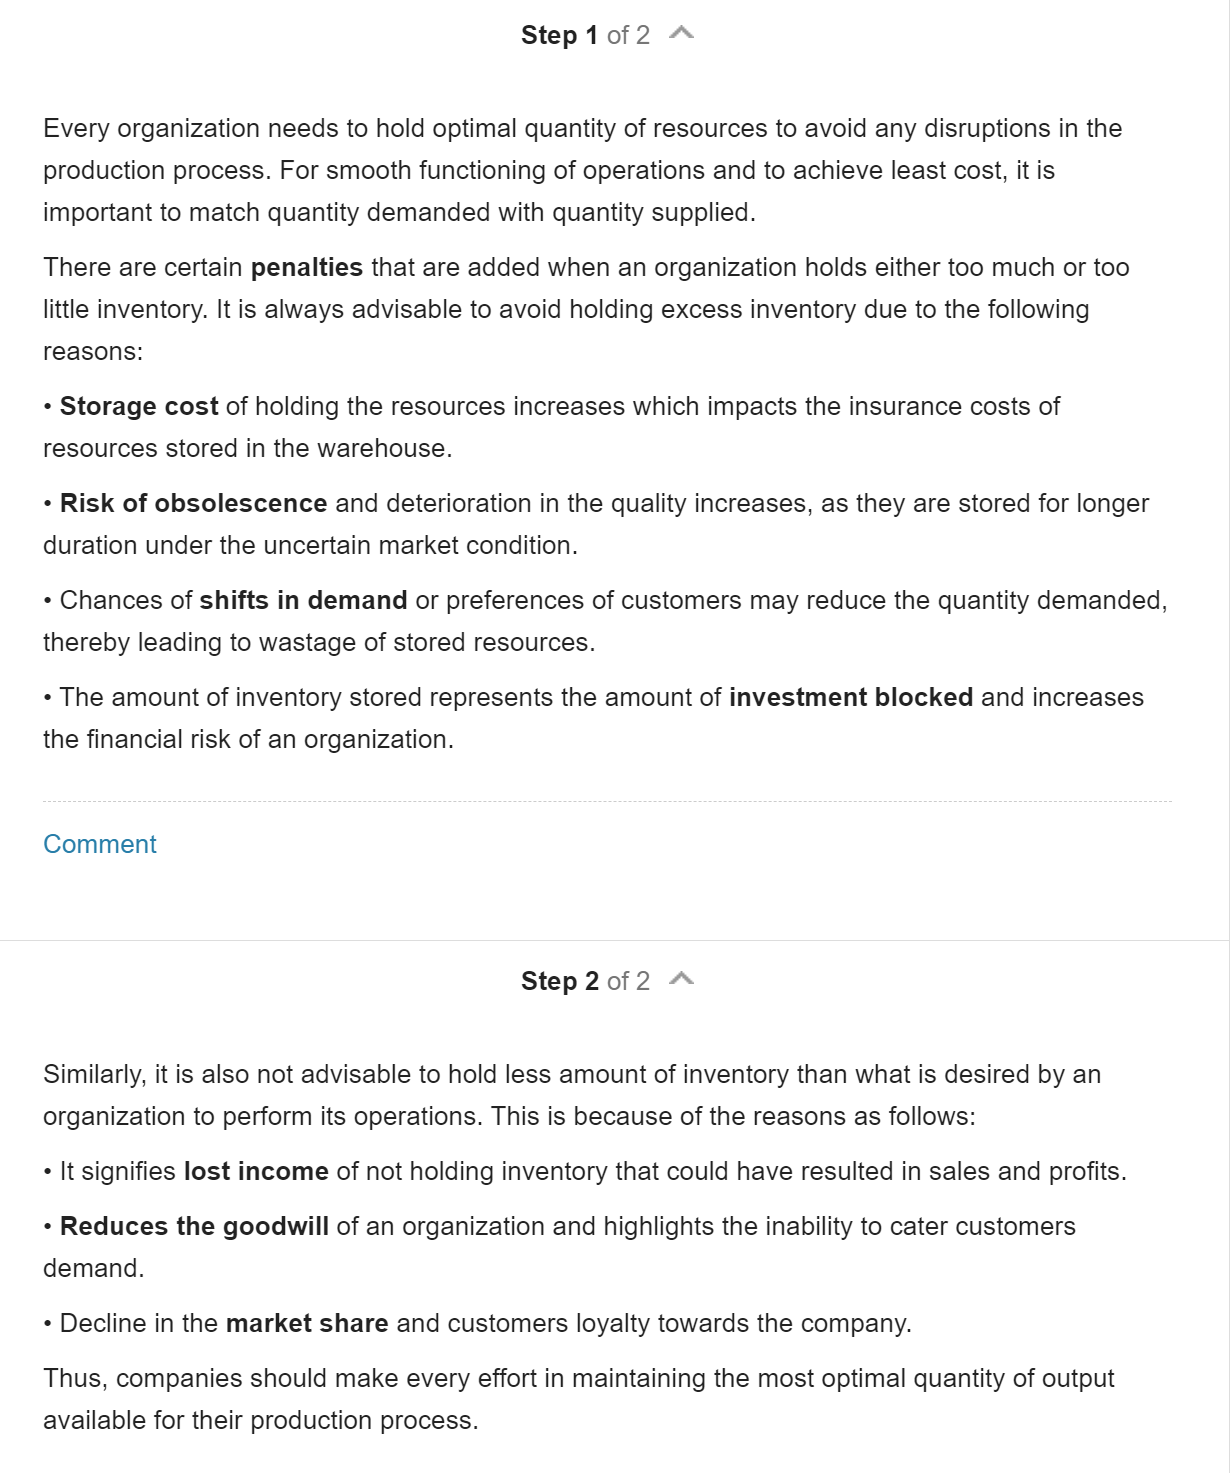 Step 1 of 2
Every organization needs to hold optimal quantity of resources to avoid any disruptions in the
production process. For smooth functioning of operations and to achieve least cost, it is
important to match quantity demanded with quantity supplied.
There are certain penalties that are added when an organization holds either too much or too
little inventory. It is always advisable to avoid holding excess inventory due to the following
reasons:
• Storage cost of holding the resources increases which impacts the insurance costs of
resources stored in the warehouse.
• Risk of obsolescence and deterioration in the quality increases, as they are stored for longer
duration under the uncertain market condition.
• Chances of shifts in demand or preferences of customers may reduce the quantity demanded,
thereby leading to wastage of stored resources.
• The amount of inventory stored represents the amount of investment blocked and increases
the financial risk of an organization.
Comment
Step 2 of 2
Similarly, it is also not advisable to hold less amount of inventory than what is desired by an
organization to perform its operations. This is because of the reasons as follows:
• It signifies lost income of not holding inventory that could have resulted in sales and profits.
• Reduces the goodwill of an organization and highlights the inability to cater customers
demand.
• Decline in the market share and customers loyalty towards the company.
Thus, companies should make every effort in maintaining the most optimal quantity of output
available for their production process.